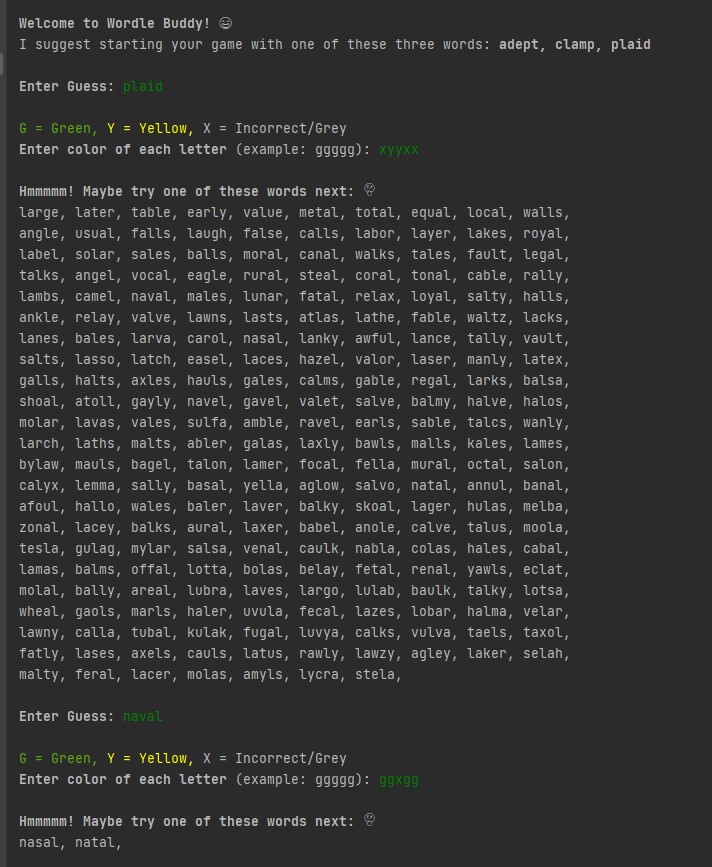 Welcome to Wordle Buddy! 😄
I suggest starting your game with one of these three words: adept, clamp, plaid
Enter Guess: plaid
G = Green, Y = Yellow, X = Incorrect/Grey
Enter color of each letter (example: ggggg): xyyxx
Hmmmmm! Maybe try one of these words next: 🤔
large, later, table, early, value, metal, total, equal, local, walls,
angle, usual, falls, laugh, false, calls, labor, layer, lakes, royal,
label, solar, sales, balls, moral, canal, walks, tales, fault, legal,
talks, angel, vocal, eagle, rural, steal, coral, tonal, cable, rally,
lambs, camel, naval, males, lunar, fatal, relax, loyal, salty, halls,
ankle, relay, valve, lawns, lasts, atlas, lathe, fable, waltz, lacks,
lanes, bales, larva, carol, nasal, lanky, awful, lance, tally, vault,
salts, lasso, latch, easel, laces, hazel, valor, laser, manly, latex,
galls, halts, axles, hauls, gales, calms, gable, regal, larks, balsa,
shoal, atoll, gayly, navel, gavel, valet, salve, balmy, halve, halos,
molar, lavas, vales, sulfa, amble, ravel, earls, sable, talcs, wanly,
larch, laths, malts, abler, galas, laxly, bawls, malls, kales, lames,
bylaw, mauls, bagel, talon, lamer, focal, fella, mural, octal, salon,
calyx, lemma, sally, basal, yella, aglow, salvo, natal, annul, banal,
afoul, hallo, wales, baler, laver, balky, skoal, lager, hulas, melba,
zonal, lacey, balks, aural, laxer, babel, anole, calve, talus, moola,
tesla, gulag, mylar, salsa, venal, caulk, nabla, colas, hales, cabal,
lamas, balms, offal, lotta, bolas, belay, fetal, renal, yawls, eclat,
molal, bally, areal, lubra, laves, largo, lulab, baulk, talky, lotsa,
wheal, gaols, marls, haler, uvula, fecal, lazes, lobar, halma, velar,
lawny, calla, tubal, kulak, fugal, luvya, calks, vulva, taels, taxol,
fatly, lases, axels, cauls, latus, rawly, lawzy, agley, laker, selah,
malty, feral, lacer, molas, amyls, lycra, stela,
Enter Guess: naval
G = Green, Y = Yellow, X = Incorrect/Grey
Enter color of each letter (example: ggggg): ggxgg
Hmmmmm! Maybe try one of these words next: 🤔
nasal, natal,